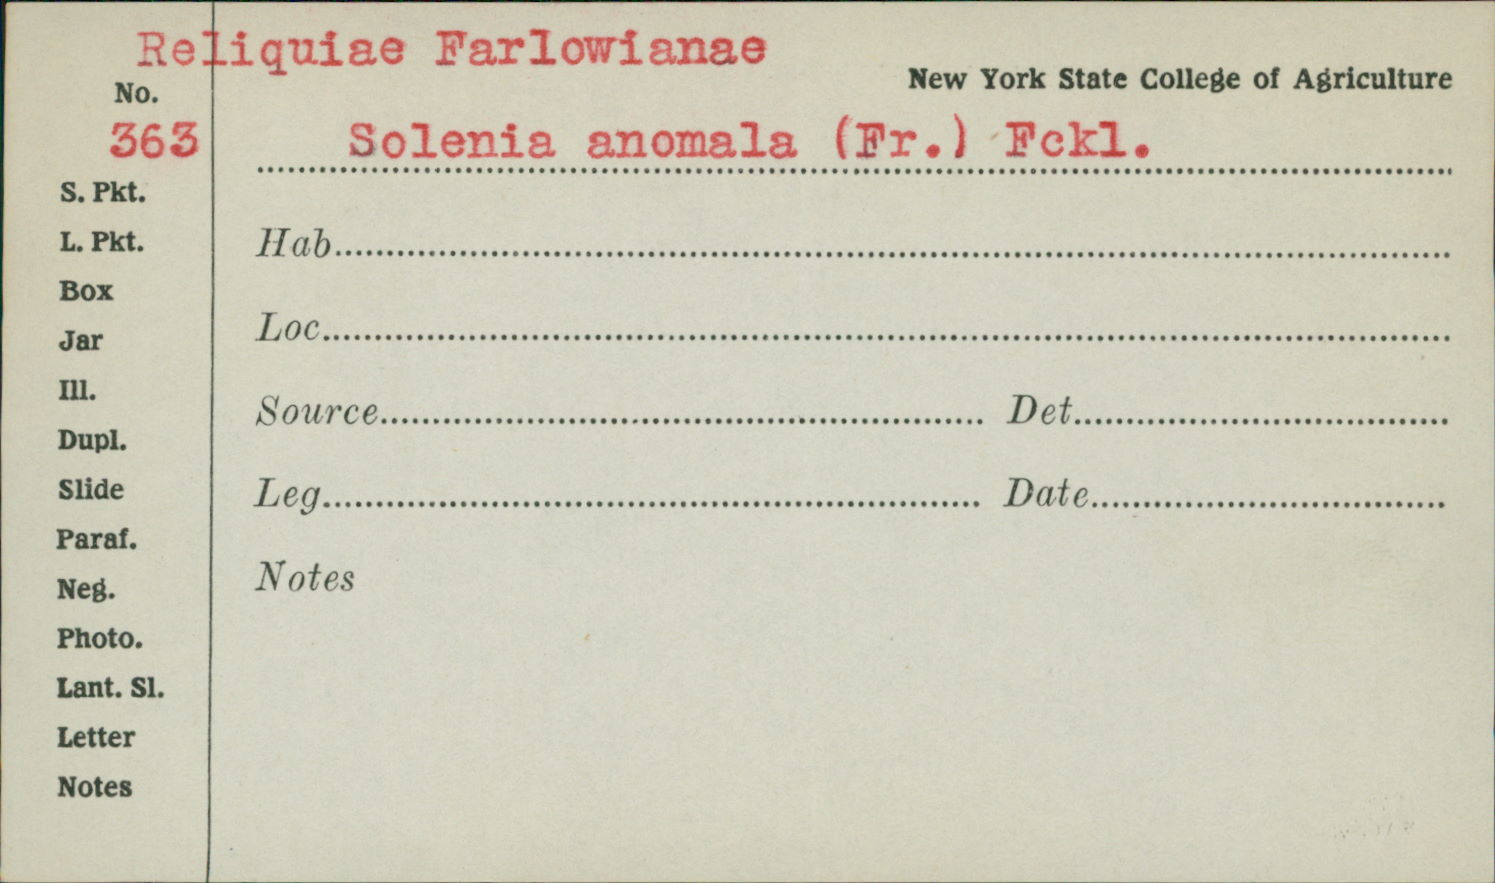 Reliquiae Farlowianae
New York State College of Agriculture
No.
363
Solenia anomala (Fr.) Fckl.
S. Pkt.
L. Pkt.
Box
Jar
Ill.
Dupl.
Slide
Paraf.
Neg.
Photo.
Lant. Sl.
Letter
Notes
Hab
Loc
Source Det
Leg Date
Notes